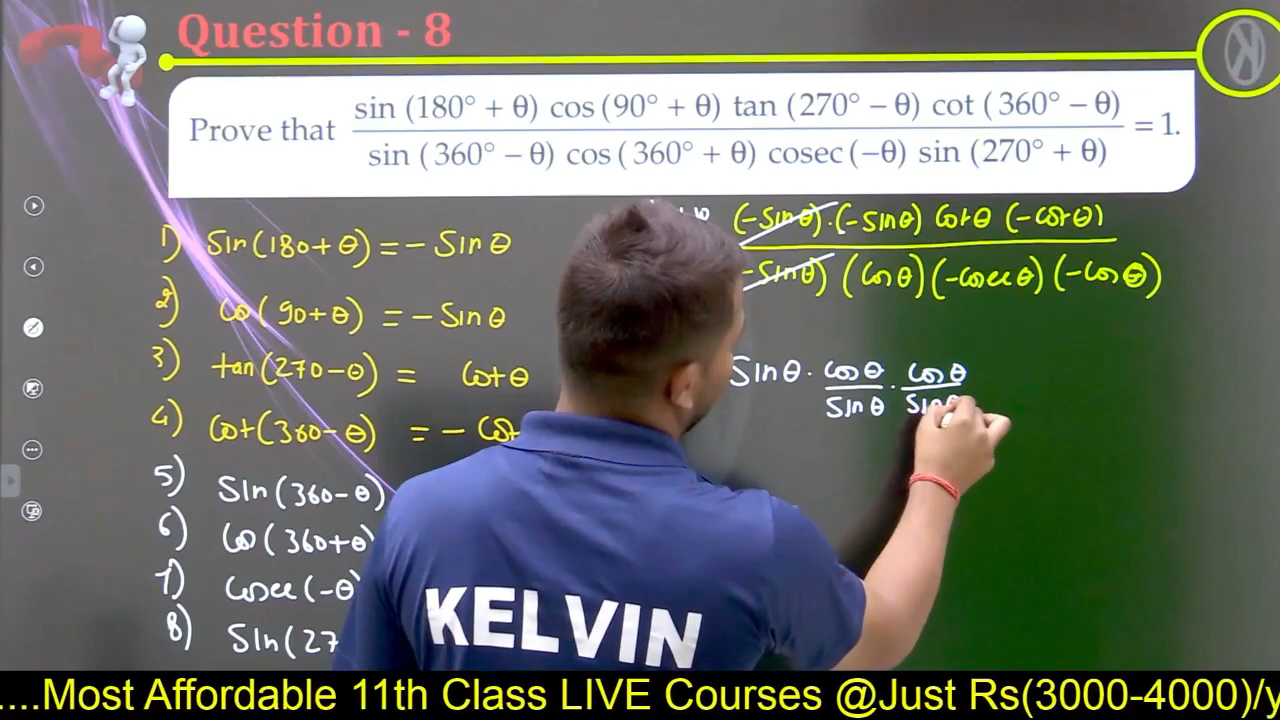 Question - 8
Prove that sin (180° + θ) cos (90° + θ) tan (270° − θ) cot (360° − θ) / sin (360° − θ) cos (360° + θ) cosec (−θ) sin (270° + θ) = 1.
(-Sinθ).(-Sinθ) Cotθ (-Cotθ)
-Sinθ) (Cosθ) (-Cosecθ) (-Cosθ)
1) Sin(180+θ) = - Sinθ
2) Cos(90+θ) = - Sinθ
3) tan(270-θ) = Cotθ
4) Cot(360-θ) = -
Sinθ . Cosθ/Sinθ . Cosθ/
5) Sin(360-θ)
6) Cos(360+θ)
7) Cosec(-θ)
8) Sin(27
KELVIN
....Most Affordable 11th Class LIVE Courses @Just Rs(3000-4000)/y